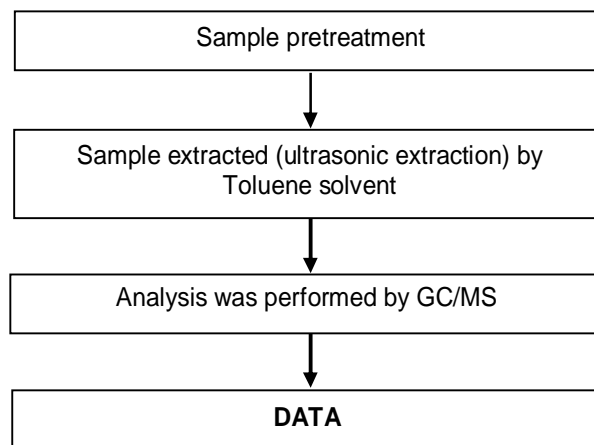 Sample pretreatment
Sample extracted (ultrasonic extraction) by
Toluene solvent
Analysis was performed by GC/MS
DATA